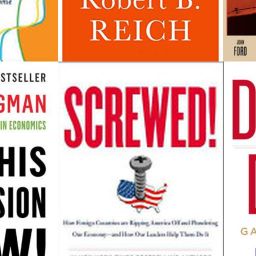 Robert B.
REICH
JOHN
FORD
STSELLER
GMAN
IN ECONOMICS
HIS
SION
W!
SCREWED!
How Foreign Countries are Ripping America Off and Plundering
Our Economy—and How Our Leaders Help Them Do It
D
GA